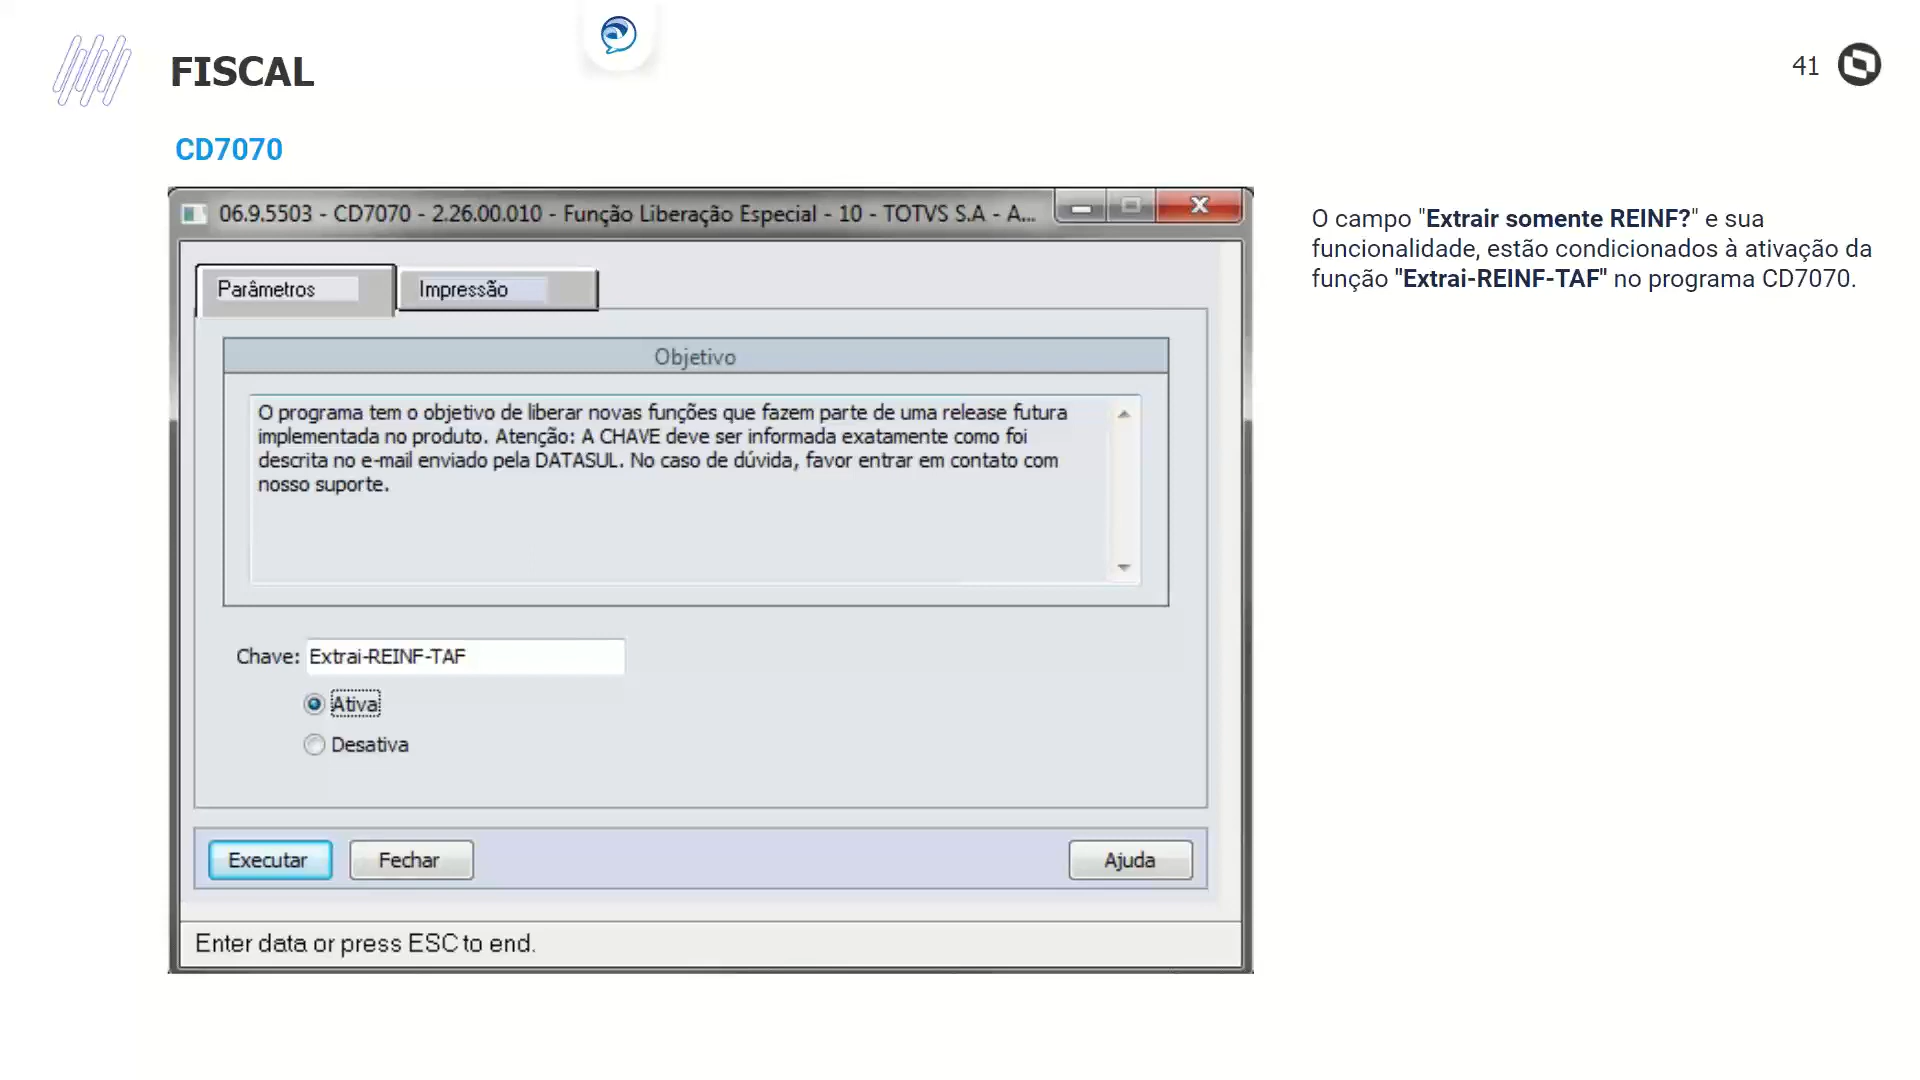 FISCAL
41
CD7070
06.9.5503 - CD7070 - 2.26.00.010 - Função Liberação Especial - 10 - TOTVS S.A - A...
Parâmetros
Impressão
Objetivo
O programa tem o objetivo de liberar novas funções que fazem parte de uma release futura
implementada no produto. Atenção: A CHAVE deve ser informada exatamente como foi
descrita no e-mail enviado pela DATASUL. No caso de dúvida, favor entrar em contato com
nosso suporte.
Chave: Extrai-REINF-TAF
Ativa
Desativa
Executar
Fechar
Ajuda
Enter data or press ESC to end.
O campo "Extrair somente REINF?" e sua
funcionalidade, estão condicionados à ativação da
função "Extrai-REINF-TAF" no programa CD7070.